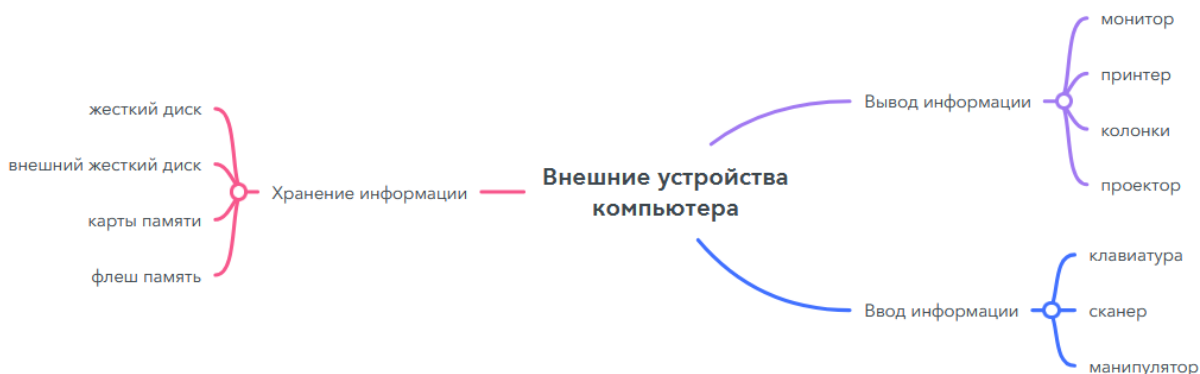 Внешние устройства
компьютера
Вывод информации
монитор
принтер
колонки
проектор
Ввод информации
клавиатура
сканер
манипулятор
Хранение информации
жесткий диск
внешний жесткий диск
карты памяти
флеш память